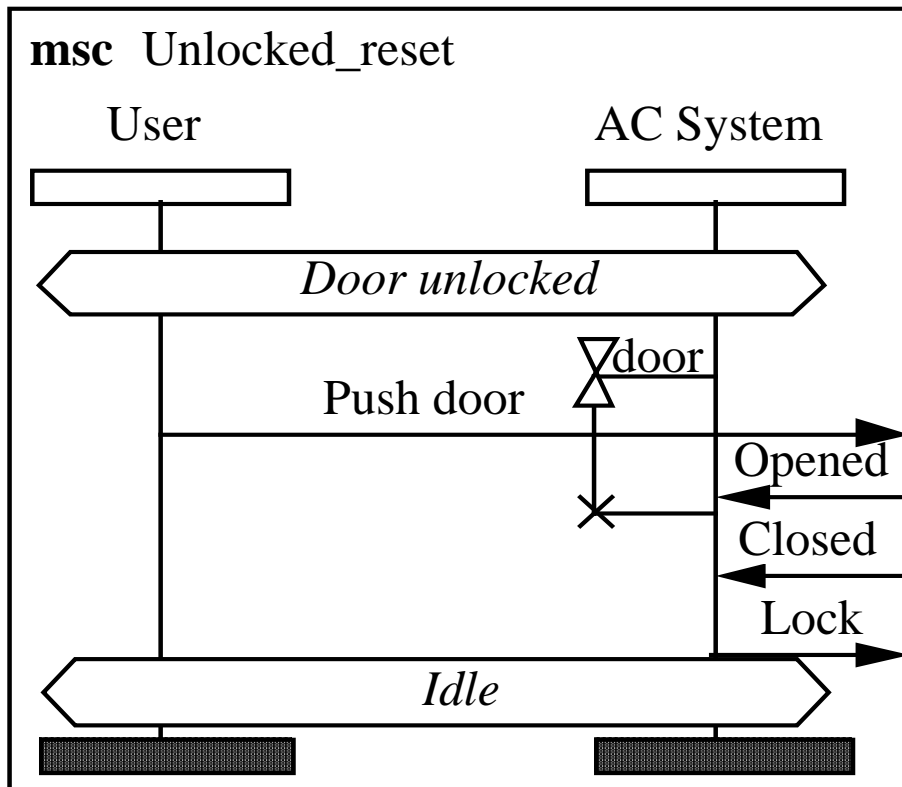 msc Unlocked_reset
User
AC System
Door unlocked
door
Push door
Opened
Closed
Lock
Idle